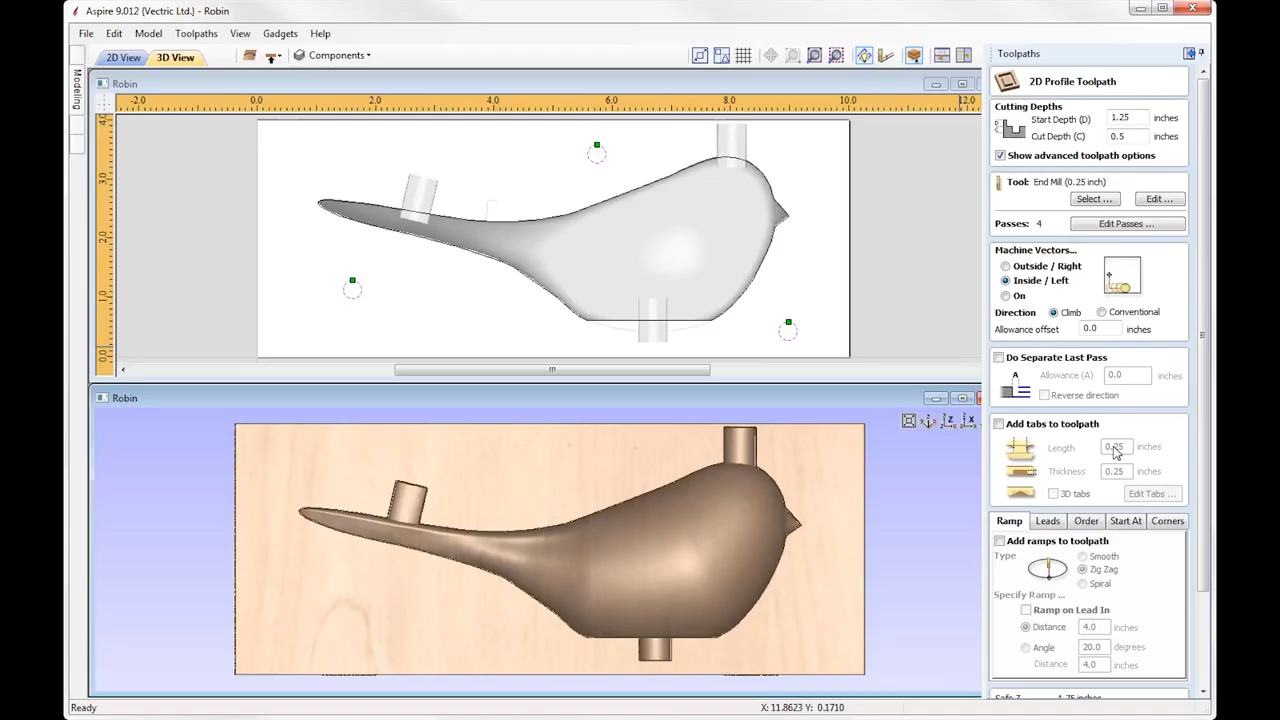 Aspire 9.012 (Vectric Ltd.) - Robin
File Edit Model Toolpaths View Gadgets Help
2D View 3D View Components
Modeling
Robin
-2.0 0.0 2.0 4.0 6.0 8.0 10.0 12.0
4.0
3.0
2.0
1.0
0.0
Robin
Toolpaths
2D Profile Toolpath
Cutting Depths
Start Depth (D) 1.25 inches
Cut Depth (C) 0.5 inches
Show advanced toolpath options
Tool: End Mill (0.25 inch)
Select ... Edit ...
Passes: 4 Edit Passes ...
Machine Vectors...
Outside / Right
Inside / Left
On
Direction Climb Conventional
Allowance offset 0.0 inches
Do Separate Last Pass
A Allowance (A) 0.0 inches
Reverse direction
Add tabs to toolpath
Length 0.25 inches
Thickness 0.25 inches
3D tabs Edit Tabs ...
Ramp Leads Order Start At Corners
Add ramps to toolpath
Type Smooth
Zig Zag
Spiral
Specify Ramp ...
Ramp on Lead In
Distance 4.0 inches
Angle 20.0 degrees
Distance 4.0 inches
Safe Z 1.75 inches
Ready X: 11.8623 Y: 0.1710